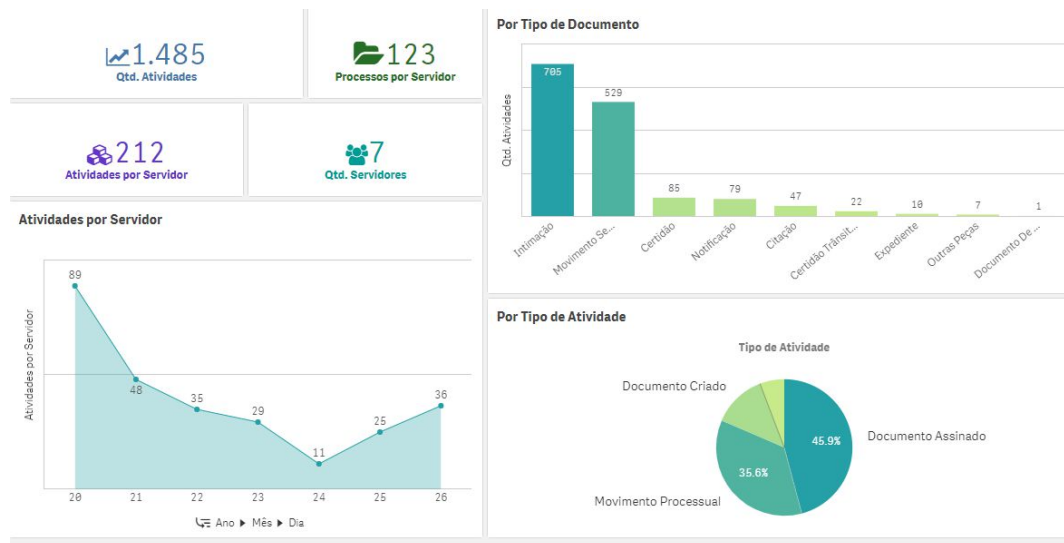 1.485
Qtd. Atividades
123
Processos por Servidor
212
Atividades por Servidor
7
Qtd. Servidores
Por Tipo de Documento
Qtd. Atividades
705
529
85
79
47
22
10
7
1
Intimação
Movimento Se...
Certidão
Notificação
Citação
Certidão Trânsit...
Expediente
Outras Peças
Documento De ...
Atividades por Servidor
Atividades por Servidor
89
48
35
29
11
25
36
20 21 22 23 24 25 26
Ano Mês Dia
Por Tipo de Atividade
Tipo de Atividade
Documento Criado
Documento Assinado
45.9%
35.6%
Movimento Processual